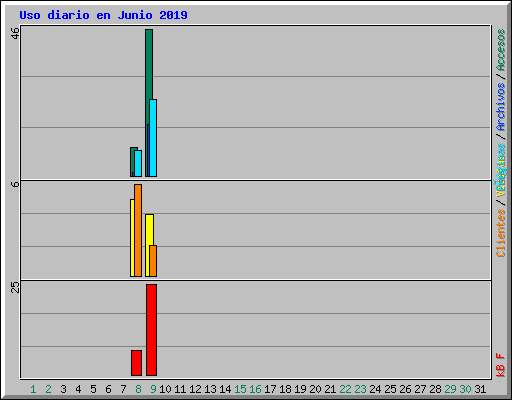 Uso diario en Junio 2019
46
6
25
Accesos
/
Archivos
/
/
Clientes
kB F
1 2 3 4 5 6 7 8 9 10 11 12 13 14 15 16 17 18 19 20 21 22 23 24 25 26 27 28 29 30 31